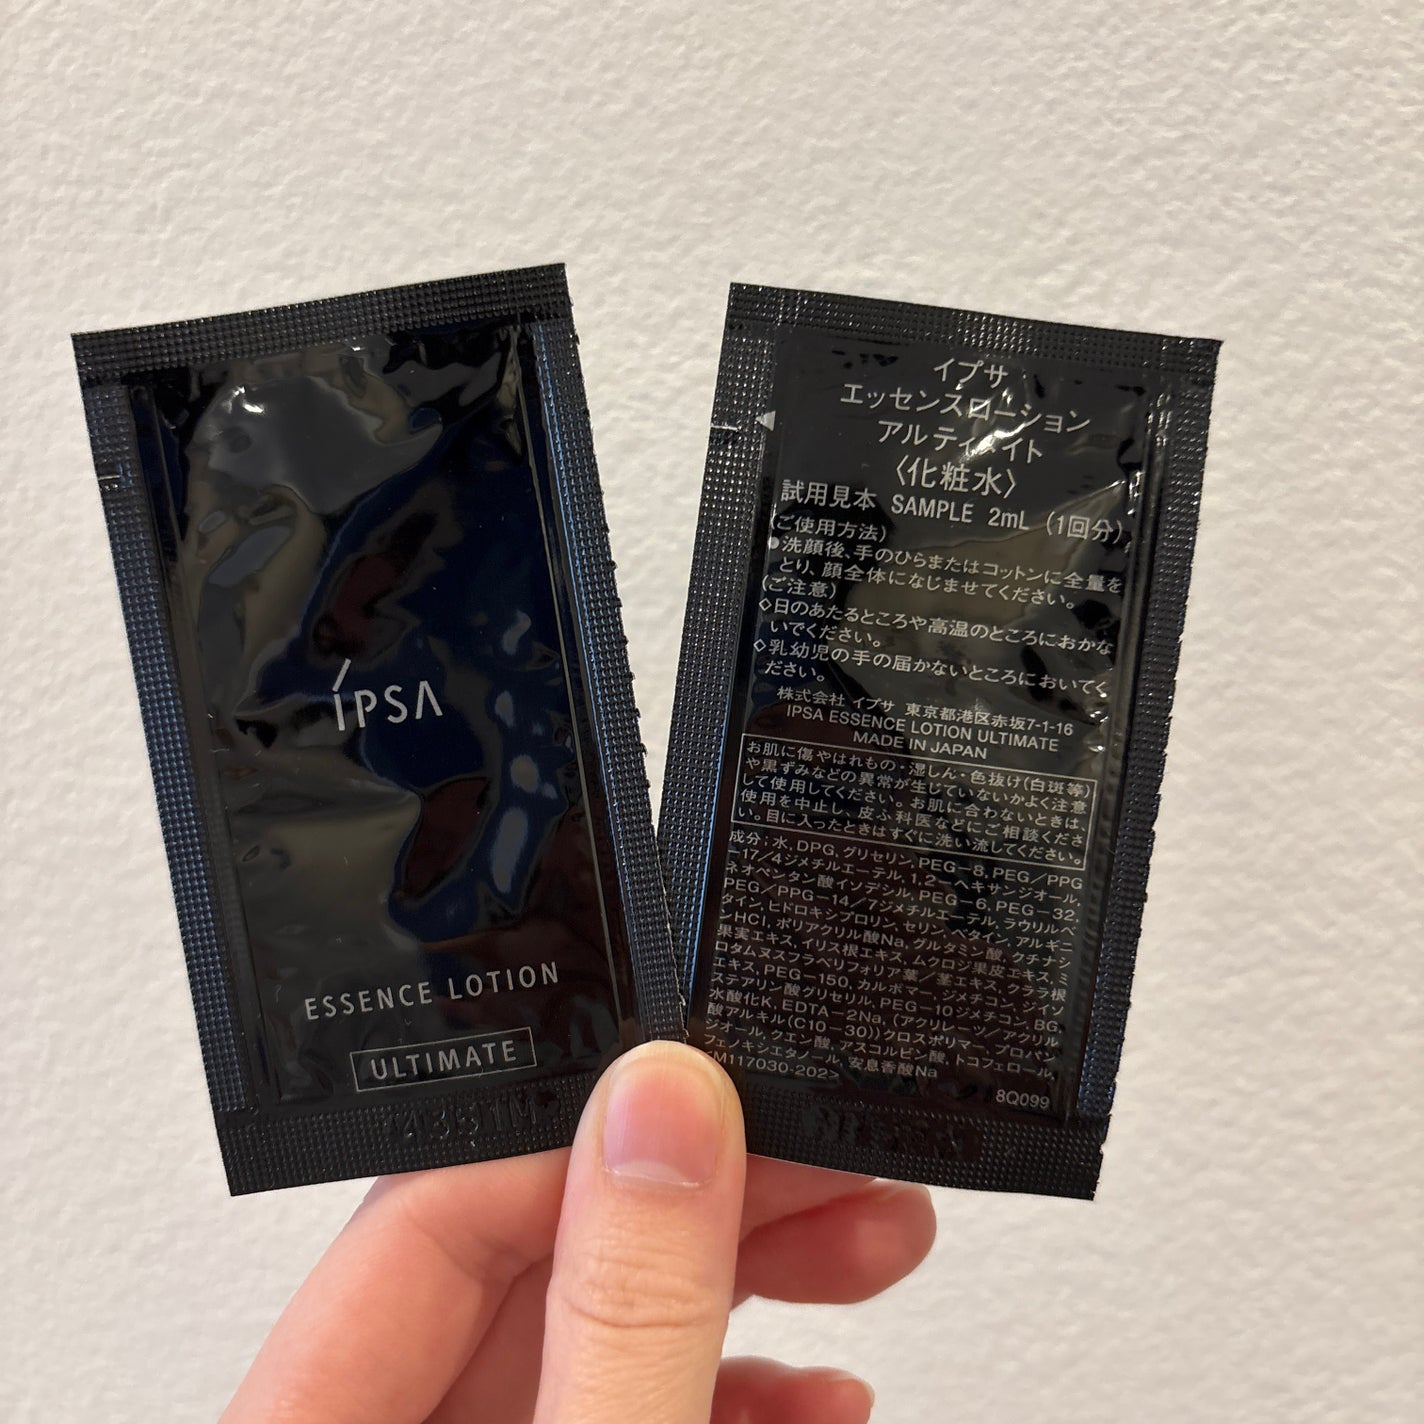 IPSA
ESSENCE LOTION
ULTIMATE
イプサ
エッセンスローション
アルティメイト
〈化粧水〉
試用見本 SAMPLE 2mL (1回分)
(ご使用方法)
●洗顔後、手のひらまたはコットンに全量を
とり、顔全体になじませてください。
(ご注意)
◇日のあたるところや高温のところにおかな
いでください。
◇乳幼児の手の届かないところにおいてく
ださい。
株式会社 イプサ 東京都港区赤坂7-1-16
IPSA ESSENCE LOTION ULTIMATE
MADE IN JAPAN
お肌に傷やはれもの・湿しん・色抜け(白斑等)
や黒ずみなどの異常が生じていないかよく注意
して使用してください。お肌に合わないときは、
使用を中止し、皮ふ科医などにご相談くださ
い。目に入ったときはすぐに洗い流してください。
成分;水,DPG,グリセリン,PEG-8,PEG/PPG
-17/4ジメチルエーテル,1,2-ヘキサンジオール,
ネオペンタン酸イソデシル,PEG-6,PEG-32,
PEG/PPG-14/7ジメチルエーテル,ラウリルベ
タイン,ヒドロキシプロリン,セリン,ベタイン,アルギニ
ンHCl,ポリアクリル酸Na,グルタミン酸,クチナシ
果実エキス,イリス根エキス,ムクロジ果皮エキス,ミ
ロタムヌスフラベリフォリア葉/茎エキス,クララ根
エキス,PEG-150,カルボマー,ジメチコン,イソ
ステアリン酸グリセリル,PEG-10ジメチコン,BG,
水酸化K,EDTA-2Na,(アクリレーツ/アクリル
酸アルキル(C10-30))クロスポリマー,プロパン
ジオール,クエン酸,アスコルビン酸,トコフェロール,
フェノキシエタノール,安息香酸Na
<M117030-202>
8Q099